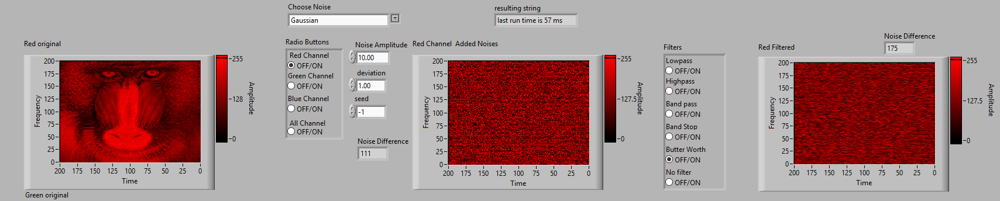 Choose Noise
Gaussian
resulting string
last run time is 57 ms
Red original
200
175
150
125
100
75
50
25
0
Frequency
200 175 150 125 100 75 50 25 0
Time
255
128
0
Amplitude
Green original
Radio Buttons
Red Channel
OFF/ON
Green Channel
OFF/ON
Blue Channel
OFF/ON
All Channel
OFF/ON
Noise Amplitude
10.00
deviation
1.00
seed
-1
Noise Difference
111
Red Channel Added Noises
200
175
150
125
100
75
50
25
0
Frequency
200 175 150 125 100 75 50 25 0
Time
255
127.5
0
Amplitude
Filters
Lowpass
OFF/ON
Highpass
OFF/ON
Band pass
OFF/ON
Band Stop
OFF/ON
Butter Worth
OFF/ON
No filter
OFF/ON
Red Filtered
Noise Difference
175
200
175
150
125
100
75
50
25
0
Frequency
200 175 150 125 100 75 50 25 0
Time
255
127.5
0
Amplitude